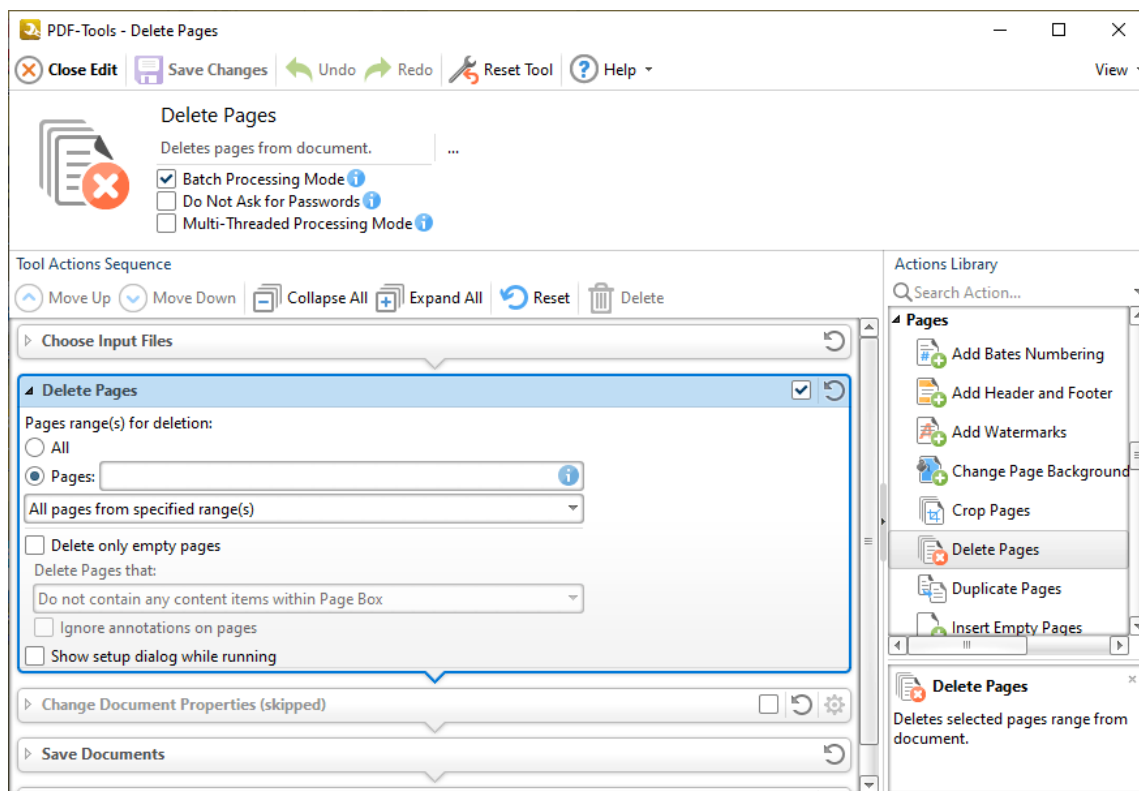 PDF-Tools - Delete Pages
Close Edit Save Changes Undo Redo Reset Tool Help View
Delete Pages
Deletes pages from document. ...
Batch Processing Mode
Do Not Ask for Passwords
Multi-Threaded Processing Mode
Tool Actions Sequence
Move Up Move Down Collapse All Expand All Reset Delete
Choose Input Files
Delete Pages
Pages range(s) for deletion:
All
Pages:
All pages from specified range(s)
Delete only empty pages
Delete Pages that:
Do not contain any content items within Page Box
Ignore annotations on pages
Show setup dialog while running
Change Document Properties (skipped)
Save Documents
Actions Library
Search Action...
Pages
Add Bates Numbering
Add Header and Footer
Add Watermarks
Change Page Background
Crop Pages
Delete Pages
Duplicate Pages
Insert Empty Pages
Delete Pages
Deletes selected pages range from
document.